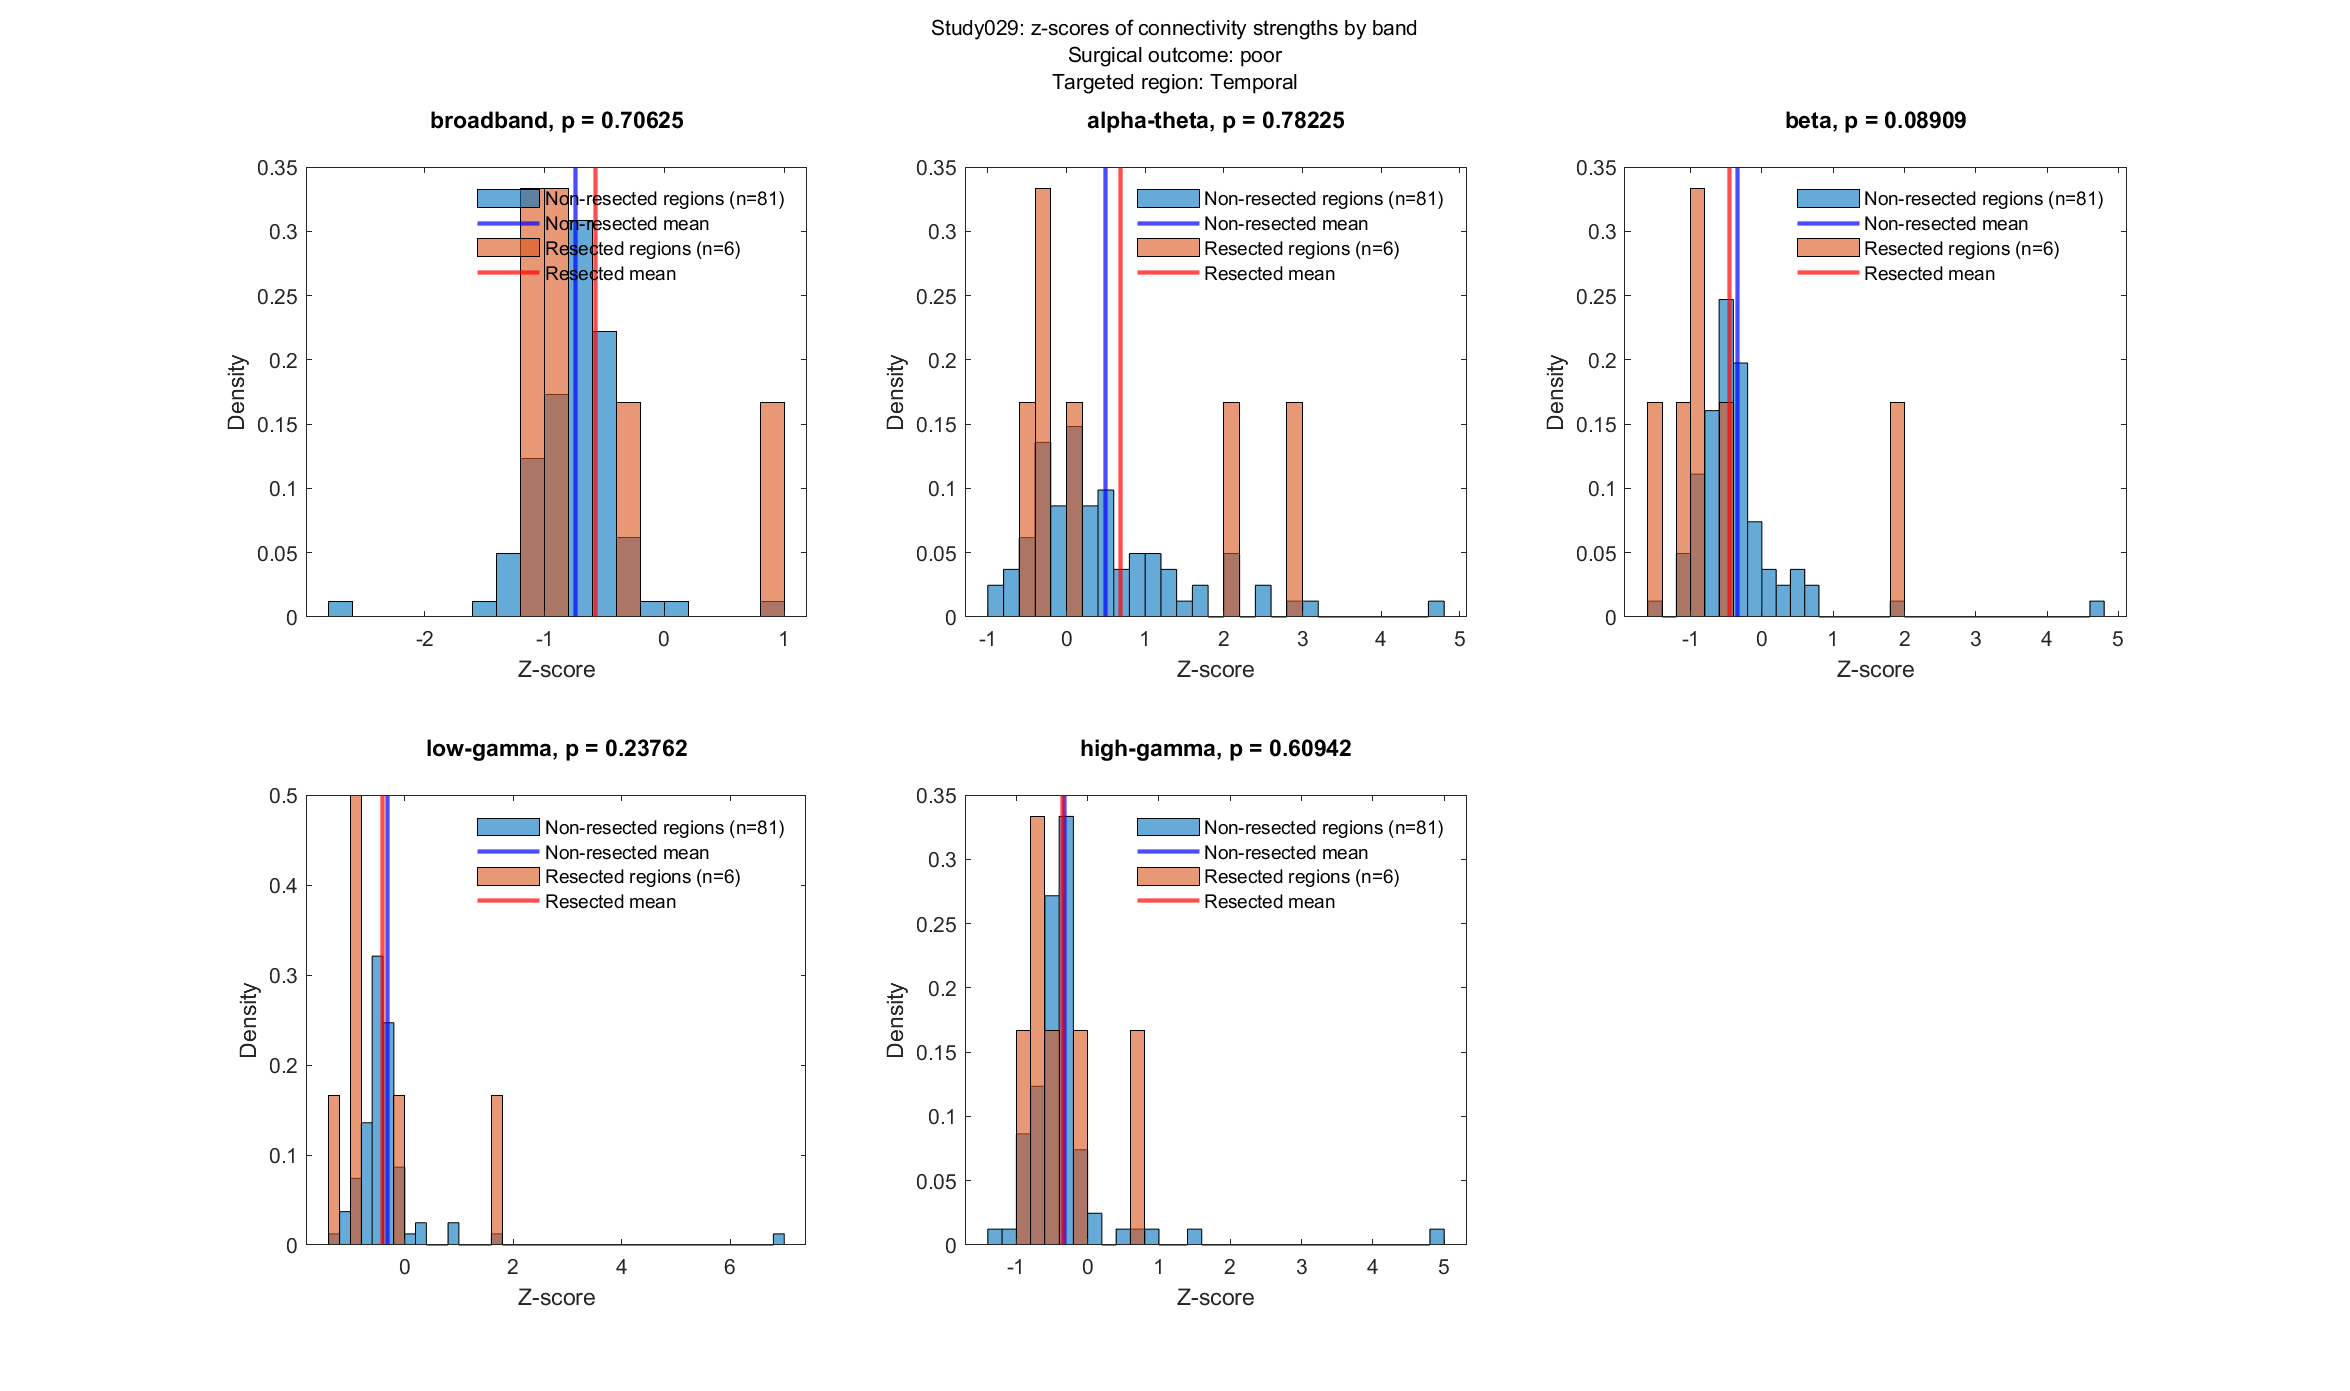 Study029: z-scores of connectivity strengths by band
Surgical outcome: poor
Targeted region: Temporal
broadband, p = 0.70625
0.35
0.3
0.25
0.2
0.15
0.1
0.05
0
Density
Non-resected regions (n=81)
Non-resected mean
Resected regions (n=6)
Resected mean
-2 -1 0 1
Z-score
alpha-theta, p = 0.78225
0.35
0.3
0.25
0.2
0.15
0.1
0.05
0
Density
Non-resected regions (n=81)
Non-resected mean
Resected regions (n=6)
Resected mean
-1 0 1 2 3 4 5
Z-score
beta, p = 0.08909
0.35
0.3
0.25
0.2
0.15
0.1
0.05
0
Density
Non-resected regions (n=81)
Non-resected mean
Resected regions (n=6)
Resected mean
-1 0 1 2 3 4 5
Z-score
low-gamma, p = 0.23762
0.5
0.4
0.3
0.2
0.1
0
Density
Non-resected regions (n=81)
Non-resected mean
Resected regions (n=6)
Resected mean
0 2 4 6
Z-score
high-gamma, p = 0.60942
0.35
0.3
0.25
0.2
0.15
0.1
0.05
0
Density
Non-resected regions (n=81)
Non-resected mean
Resected regions (n=6)
Resected mean
-1 0 1 2 3 4 5
Z-score